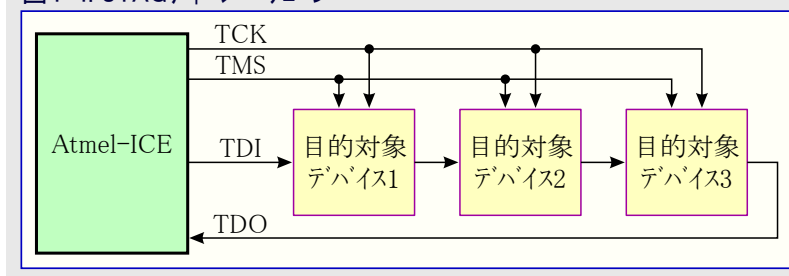 TCK
TMS
Atmel-ICE
TDI
目的対象
デバイス1
目的対象
デバイス2
目的対象
デバイス3
TDO